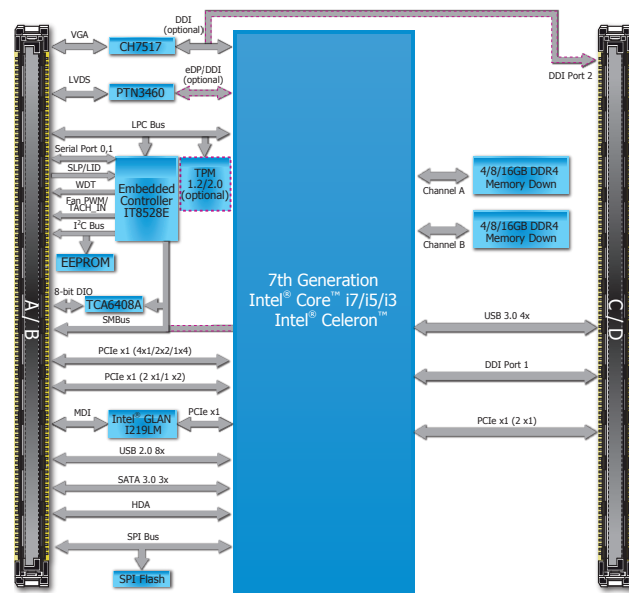 VGA
CH7517
DDI
(optional)
DDI Port 2
LVDS
PTN3460
eDP/DDI
(optional)
LPC Bus
Serial Port 0,1
SLP/LID
WDT
Fan PWM/
TACH_IN
I²C Bus
Embedded
Controller
IT8528E
TPM
1.2/2.0
(optional)
EEPROM
8-bit DIO
TCA6408A
SMBus
A / B
PCIe x1 (4x1/2x2/1x4)
PCIe x1 (2 x1/1 x2)
MDI
Intel® GLAN
I219LM
PCIe x1
USB 2.0 8x
SATA 3.0 3x
HDA
SPI Bus
SPI Flash
7th Generation
Intel® Core™ i7/i5/i3
Intel® Celeron™
Channel A
4/8/16GB DDR4
Memory Down
Channel B
4/8/16GB DDR4
Memory Down
USB 3.0 4x
DDI Port 1
PCIe x1 (2 x1)
C / D